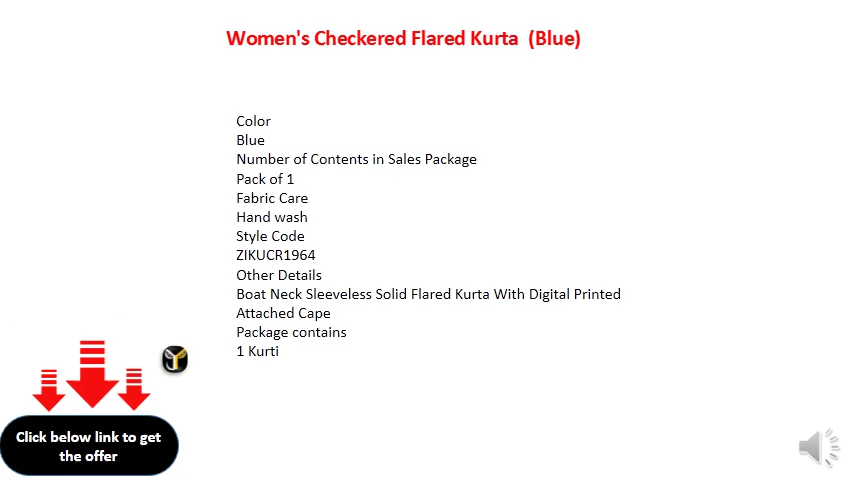 Women's Checkered Flared Kurta (Blue)
Color
Blue
Number of Contents in Sales Package
Pack of 1
Fabric Care
Hand wash
Style Code
ZIKUCR1964
Other Details
Boat Neck Sleeveless Solid Flared Kurta With Digital Printed
Attached Cape
Package contains
1 Kurti
Click below link to get
the offer